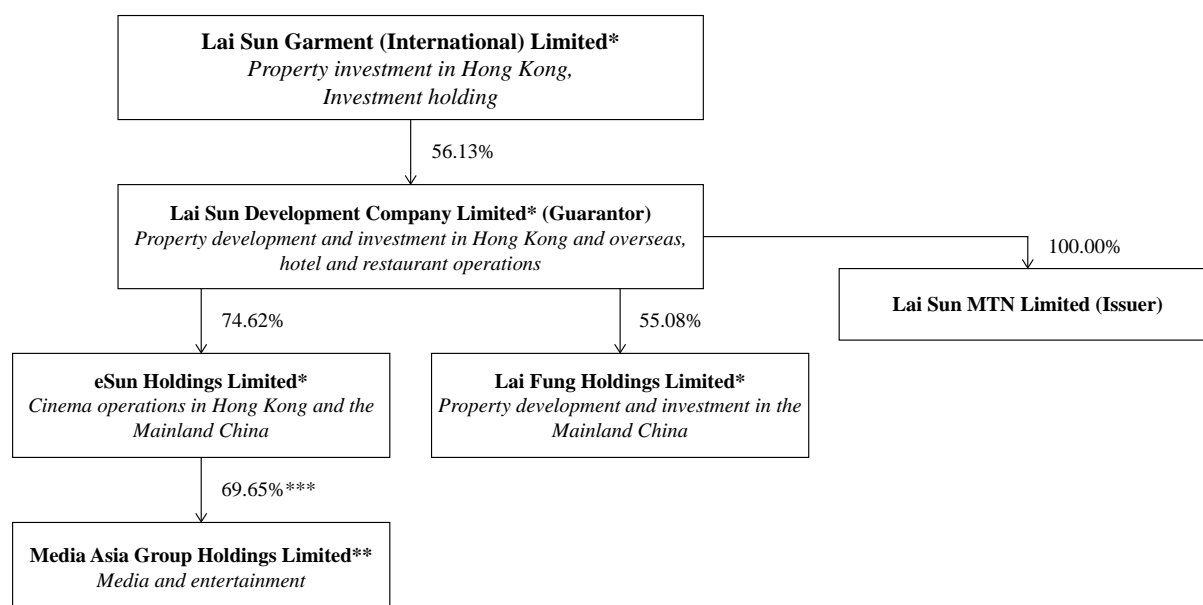 Lai Sun Garment (International) Limited*
Property investment in Hong Kong,
Investment holding
56.13%
Lai Sun Development Company Limited* (Guarantor)
Property development and investment in Hong Kong and overseas,
hotel and restaurant operations
100.00%
Lai Sun MTN Limited (Issuer)
74.62%
55.08%
eSun Holdings Limited*
Cinema operations in Hong Kong and the
Mainland China
Lai Fung Holdings Limited*
Property development and investment in the
Mainland China
69.65%***
Media Asia Group Holdings Limited**
Media and entertainment